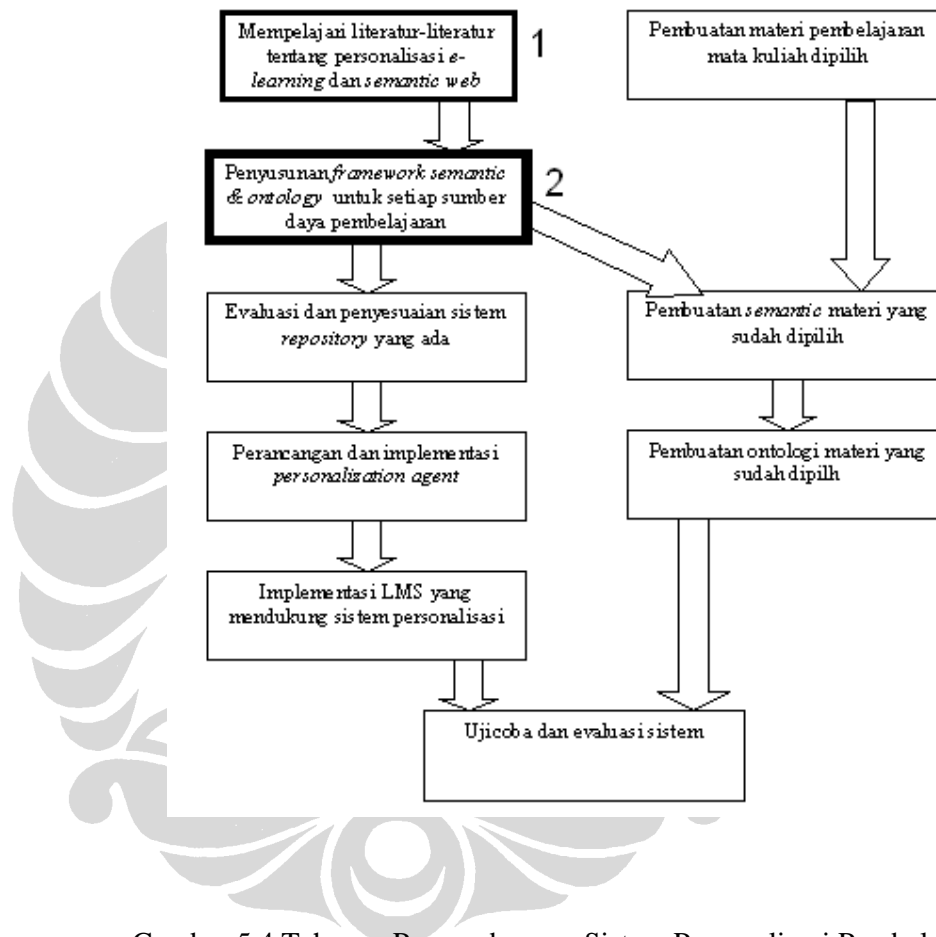 Mempelajari literatur-literatur
tentang personalisasi e-
learning dan semantic web
1
Pembuatan materi pembelajaran
mata kuliah dipilih
Penyusunan framework semantic
& ontology untuk setiap sumber
daya pembelajaran
2
Evaluasi dan penyesuaian sistem
repository yang ada
Pembuatan semantic materi yang
sudah dipilih
Perancangan dan implementasi
personalization agent
Pembuatan ontologi materi yang
sudah dipilh
Implementasi LMS yang
mendukung sistem personalisasi
Ujicoba dan evaluasi sistem